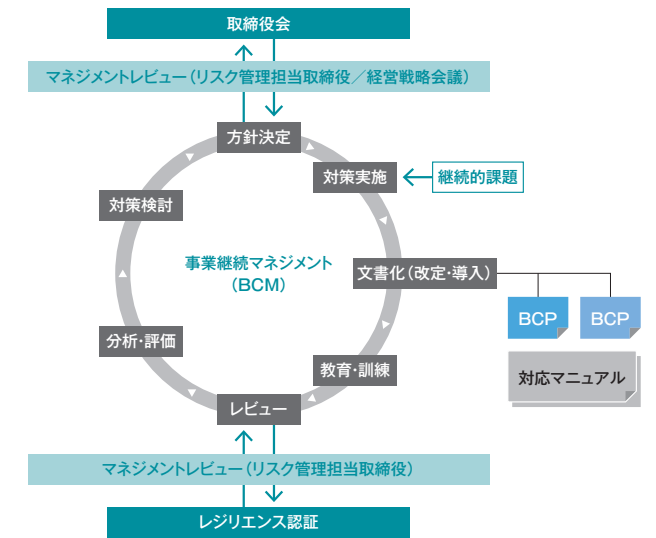 取締役会
マネジメントレビュー（リスク管理担当取締役／経営戦略会議）
方針決定
対策実施
継続的課題
対策検討
事業継続マネジメント
（BCM）
文書化（改定・導入）
BCP
BCP
分析・評価
教育・訓練
対応マニュアル
レビュー
マネジメントレビュー（リスク管理担当取締役）
レジリエンス認証